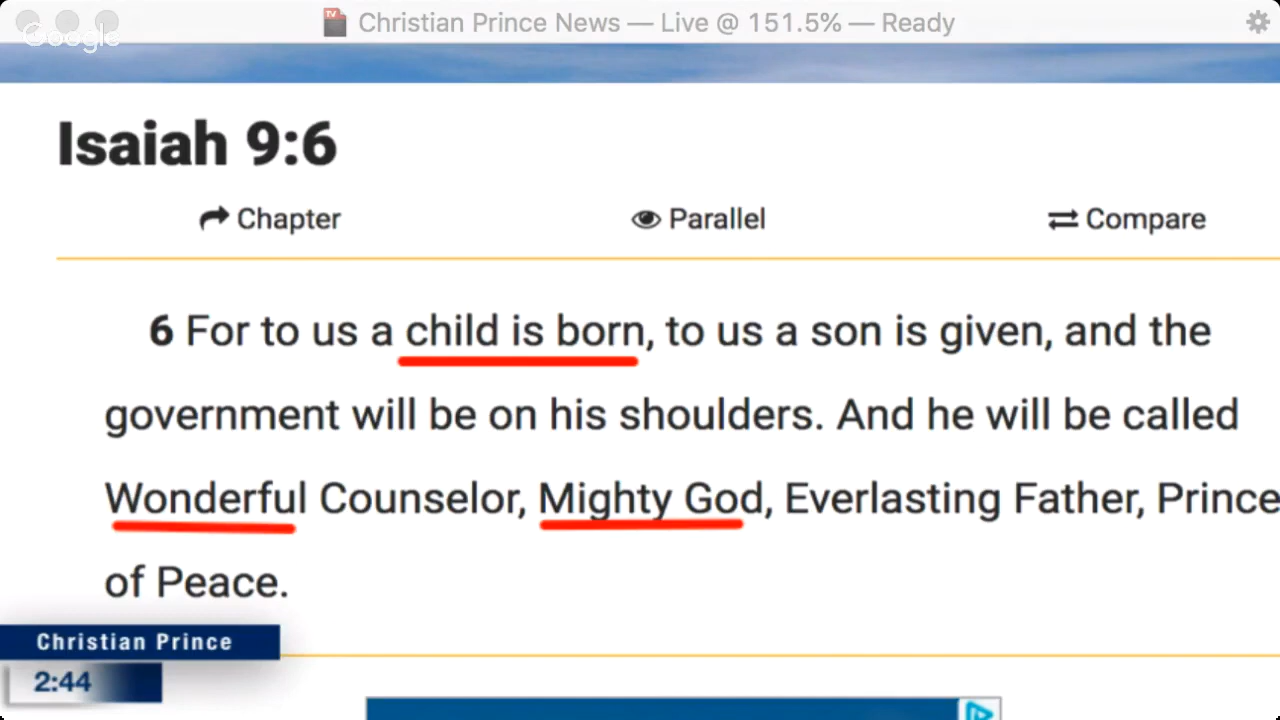 Christian Prince News — Live @ 151.5% — Ready
Google
Isaiah 9:6
Chapter Parallel Compare
6 For to us a child is born, to us a son is given, and the
government will be on his shoulders. And he will be called
Wonderful Counselor, Mighty God, Everlasting Father, Prince
of Peace.
Christian Prince
2:44